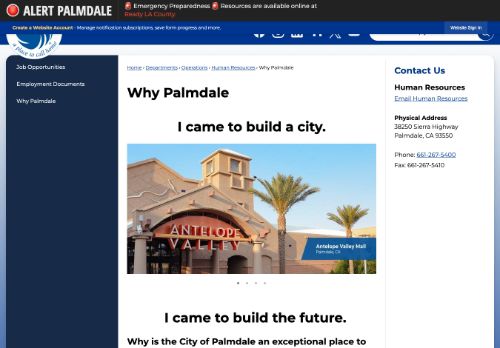 ALERT PALMDALE
🚨 Emergency Preparedness 🚨 Resources are available online at
Ready LA County.
Create a Website Account - Manage notification subscriptions, save form progress and more.
Website Sign In
a place to call home
Job Opportunities
Employment Documents
Why Palmdale
Home › Departments › Operations › Human Resources › Why Palmdale
Why Palmdale
I came to build a city.
ANTELOPE
VALLEY
Antelope Valley Mall
Palmdale, CA
I came to build the future.
Why is the City of Palmdale an exceptional place to
Contact Us
Human Resources
Email Human Resources
Physical Address
38250 Sierra Highway
Palmdale, CA 93550
Phone: 661-267-5400
Fax: 661-267-5410